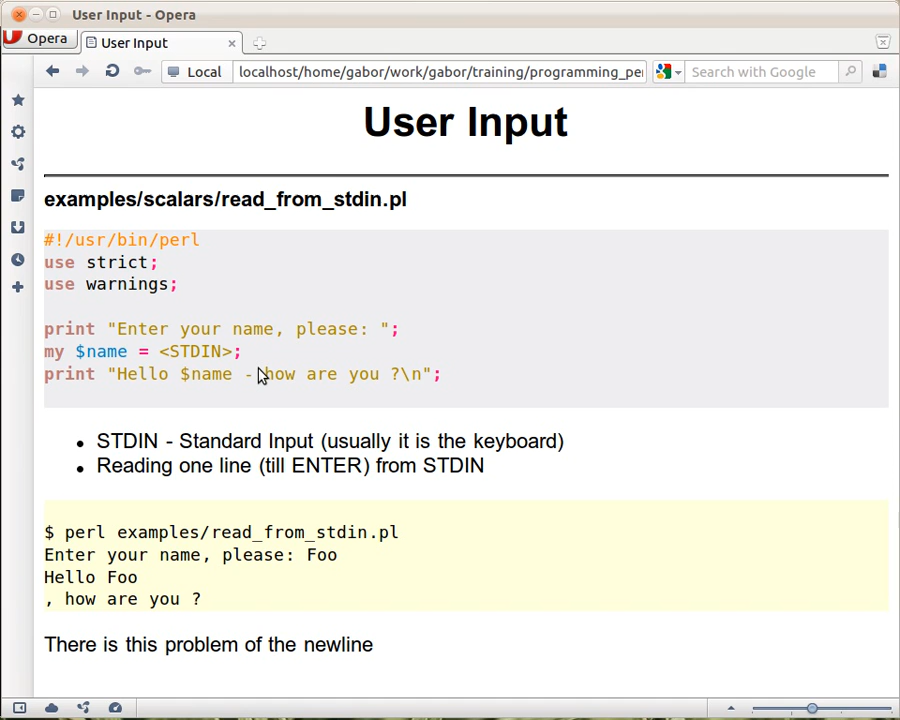 User Input - Opera
Opera
User Input
Local
localhost/home/gabor/work/gabor/training/programming_pe
Search with Google
User Input
examples/scalars/read_from_stdin.pl
#!/usr/bin/perl
use strict;
use warnings;
print "Enter your name, please: ";
my $name = <STDIN>;
print "Hello $name - how are you ?\n";
STDIN - Standard Input (usually it is the keyboard)
Reading one line (till ENTER) from STDIN
$ perl examples/read_from_stdin.pl
Enter your name, please: Foo
Hello Foo
, how are you ?
There is this problem of the newline